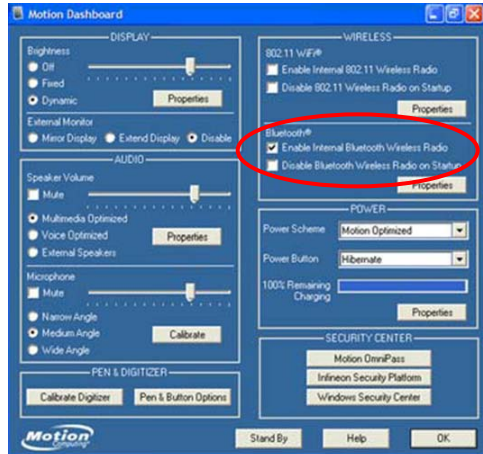 Motion Dashboard
DISPLAY
Brightness
Off
Fixed
Dynamic
Properties
External Monitor
Mirror Display
Extend Display
Disable
AUDIO
Speaker Volume
Mute
Multimedia Optimized
Voice Optimized
Properties
External Speakers
Microphone
Mute
Narrow Angle
Medium Angle
Calibrate
Wide Angle
PEN & DIGITIZER
Calibrate Digitizer
Pen & Button Options
WIRELESS
802.11 WiFi®
Enable Internal 802.11 Wireless Radio
Disable 802.11 Wireless Radio on Startup
Properties
Bluetooth®
Enable Internal Bluetooth Wireless Radio
Disable Bluetooth Wireless Radio on Startup
Properties
POWER
Power Scheme
Motion Optimized
Power Button
Hibernate
100% Remaining
Charging
Properties
SECURITY CENTER
Motion OmniPass
Infineon Security Platform
Windows Security Center
Motion
Computing
Stand By
Help
OK